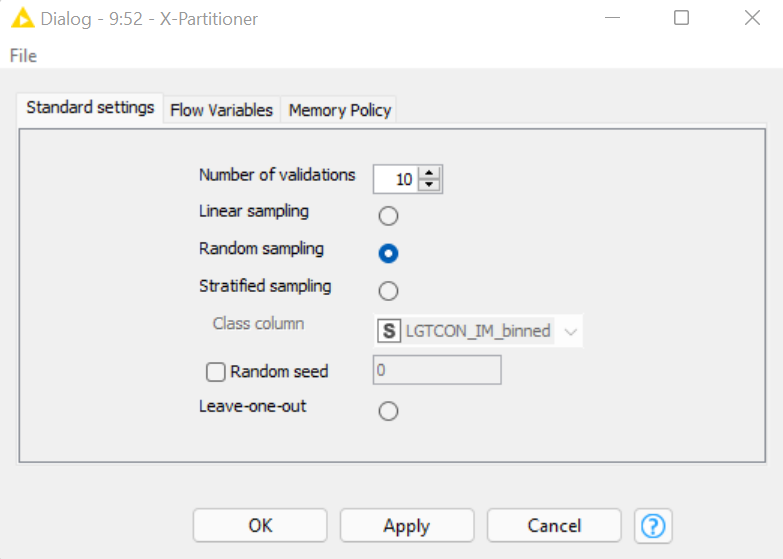 Dialog - 9:52 - X-Partitioner
File
Standard settings Flow Variables Memory Policy
Number of validations 10
Linear sampling
Random sampling
Stratified sampling
Class column S LGTCON_IM_binned
Random seed 0
Leave-one-out
OK Apply Cancel ?